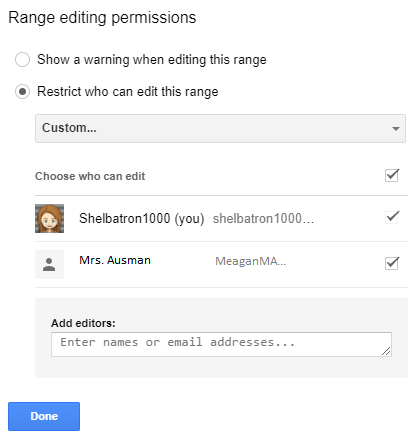 Range editing permissions
Show a warning when editing this range
Restrict who can edit this range
Custom...
Choose who can edit
Shelbatron1000 (you) shelbatron1000...
Mrs. Ausman MeaganMA...
Add editors:
Enter names or email addresses...
Done